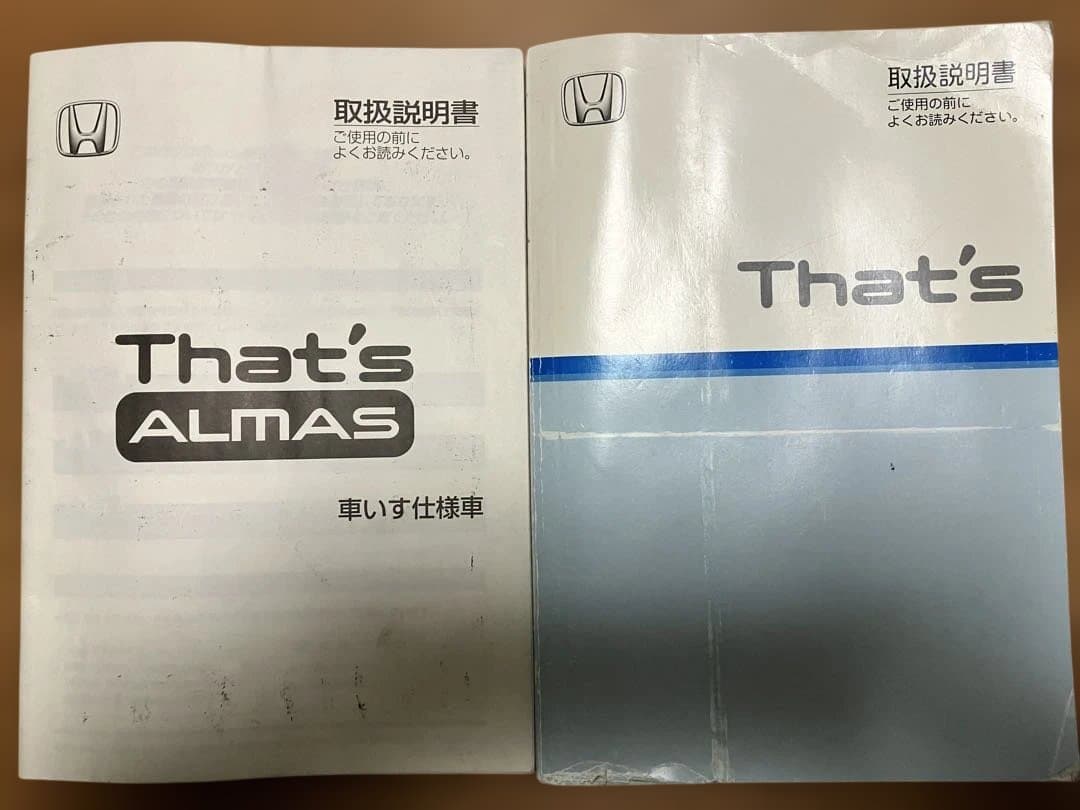 取扱説明書
ご使用の前に
よくお読みください。
That's
ALMAS
車いす仕様車
取扱説明書
ご使用の前に
よくお読みください。
That's